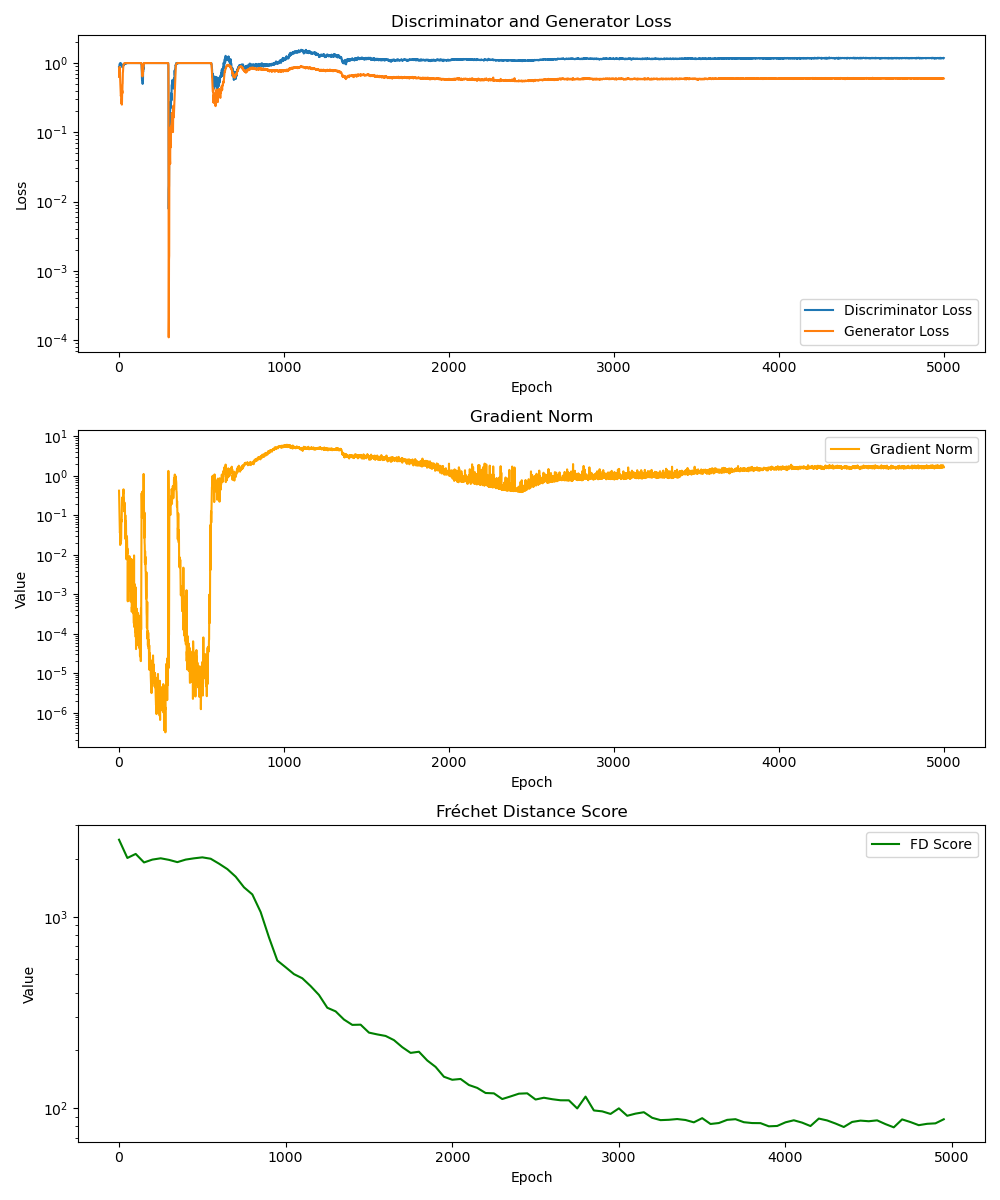 Discriminator and Generator Loss
Loss
10^0
10^-1
10^-2
10^-3
10^-4
Discriminator Loss
Generator Loss
0 1000 2000 3000 4000 5000
Epoch
Gradient Norm
Value
10^1
10^0
10^-1
10^-2
10^-3
10^-4
10^-5
10^-6
Gradient Norm
0 1000 2000 3000 4000 5000
Epoch
Fréchet Distance Score
Value
10^3
10^2
FD Score
0 1000 2000 3000 4000 5000
Epoch